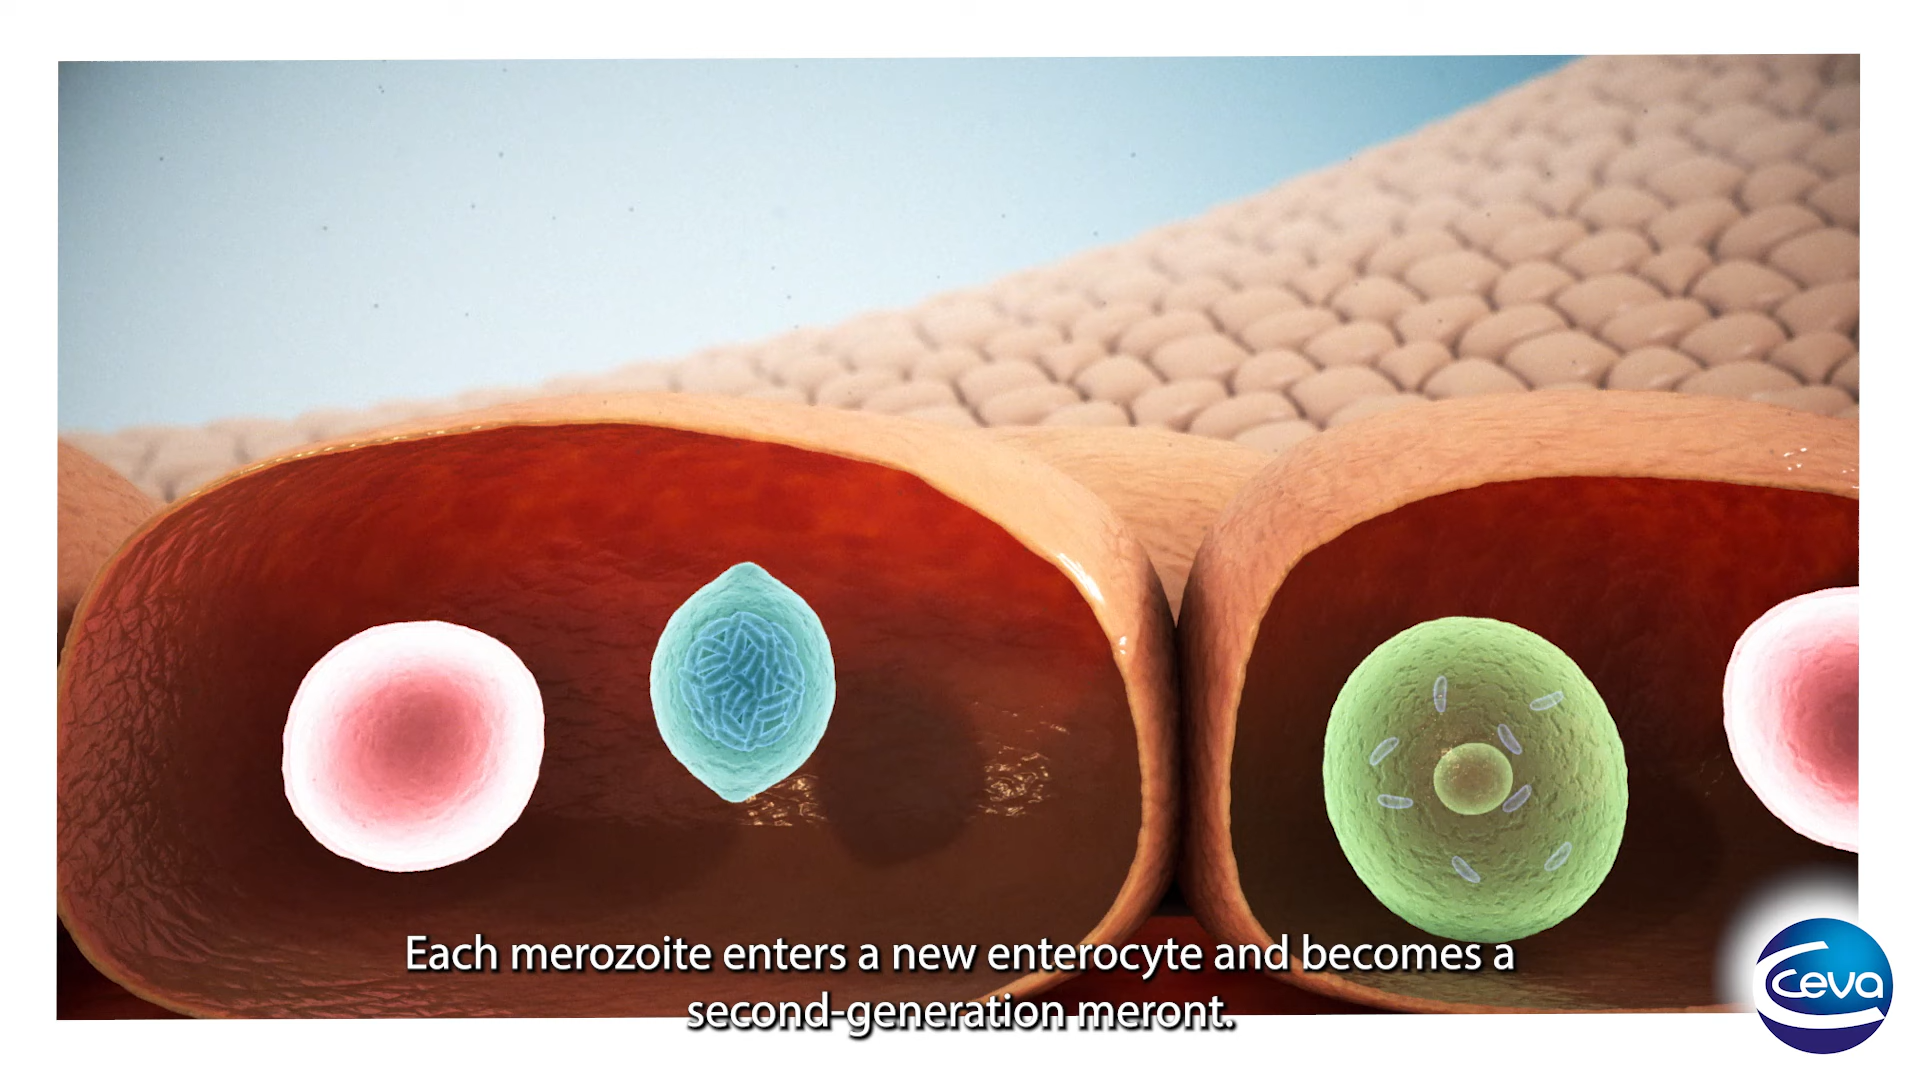 Each merozoite enters a new enterocyte and becomes a
second-generation meront.
Ceva